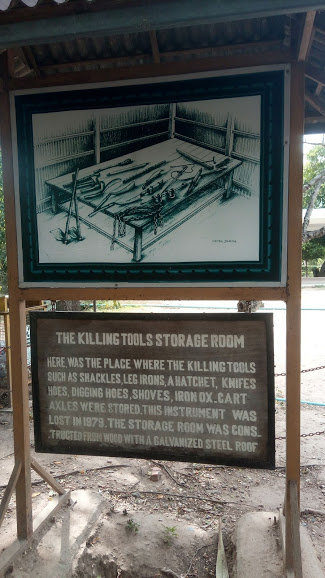 THE KILLING TOOLS STORAGE ROOM
HERE, WAS THE PLACE WHERE THE KILLING TOOLS
SUCH AS SHACKLES, LEG IRONS, A HATCHET, KNIFES
HOES, DIGGING HOES, SHOVES, IRON OX. CART
AXLES WERE STORED. THIS INSTRUMENT WAS
LOST IN 1979. THE STORAGE ROOM WAS CONS_
TRUCTED FROM WOOD WITH A GALVANIZED STEEL ROOF